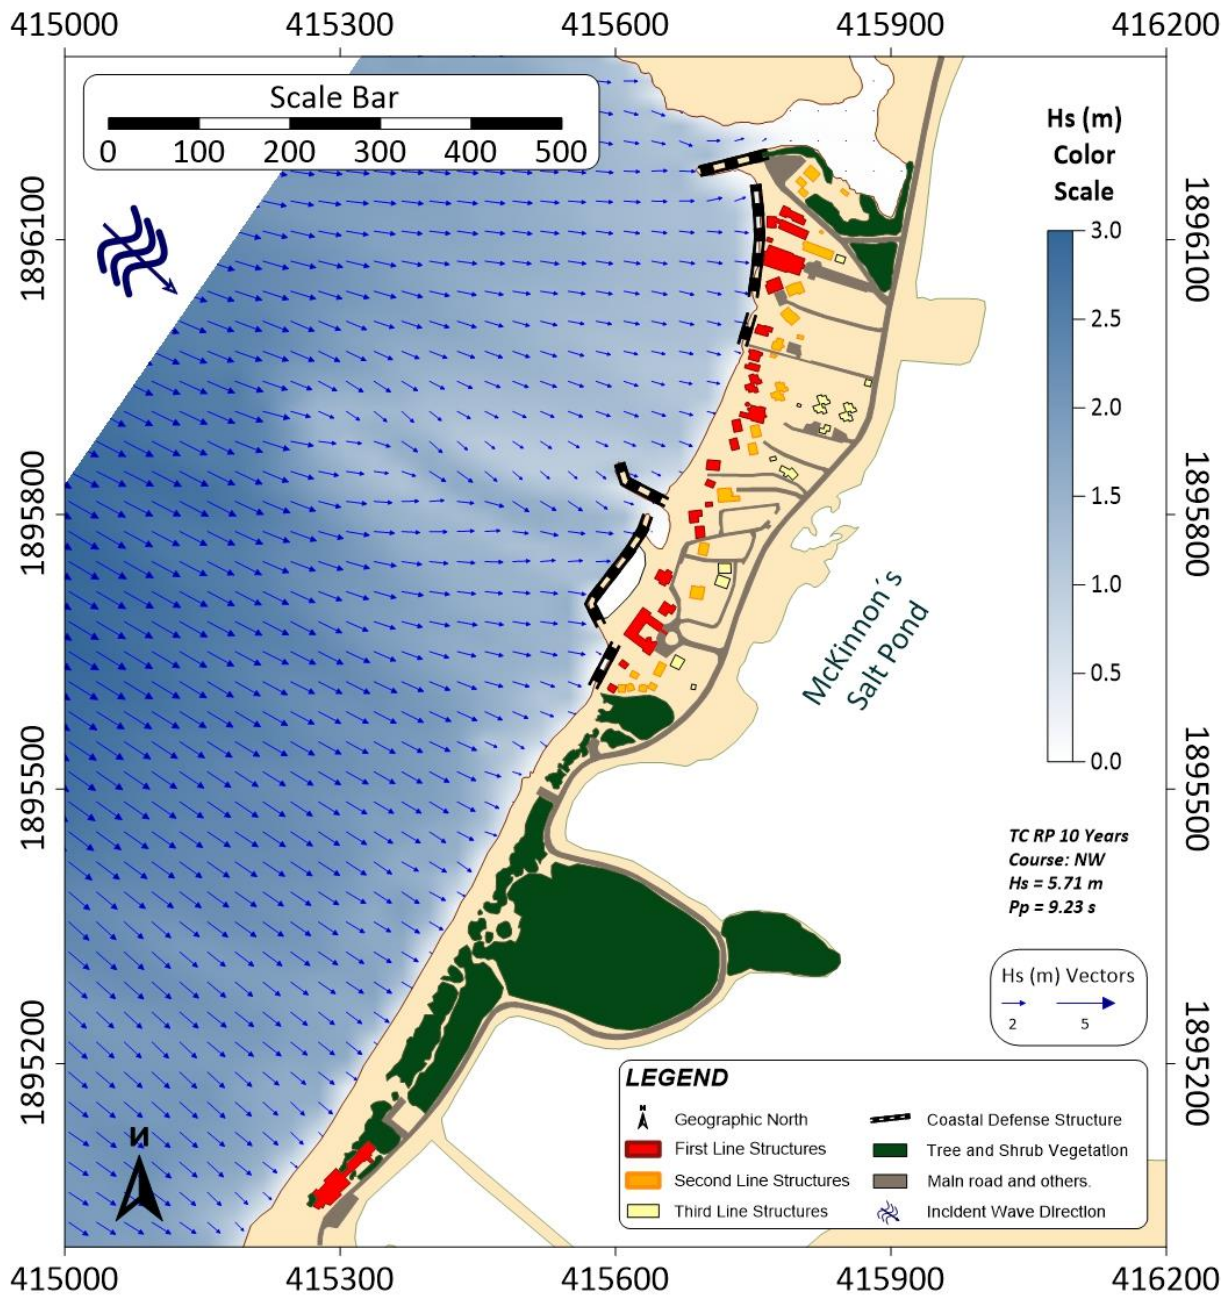 415000 415300 415600 415900 416200
Scale Bar
0 100 200 300 400 500
1896100
1895800
1895500
1895200
1896100
1895800
1895500
1895200
Hs (m)
Color
Scale
3.0
2.5
2.0
1.5
1.0
0.5
0.0
McKinnon´s
Salt Pond
TC RP 10 Years
Course: NW
Hs = 5.71 m
Pp = 9.23 s
Hs (m) Vectors
2 5
N
LEGEND
N
Geographic North
First Line Structures
Second Line Structures
Third Line Structures
Coastal Defense Structure
Tree and Shrub Vegetation
Main road and others.
Incident Wave Direction
415000 415300 415600 415900 416200